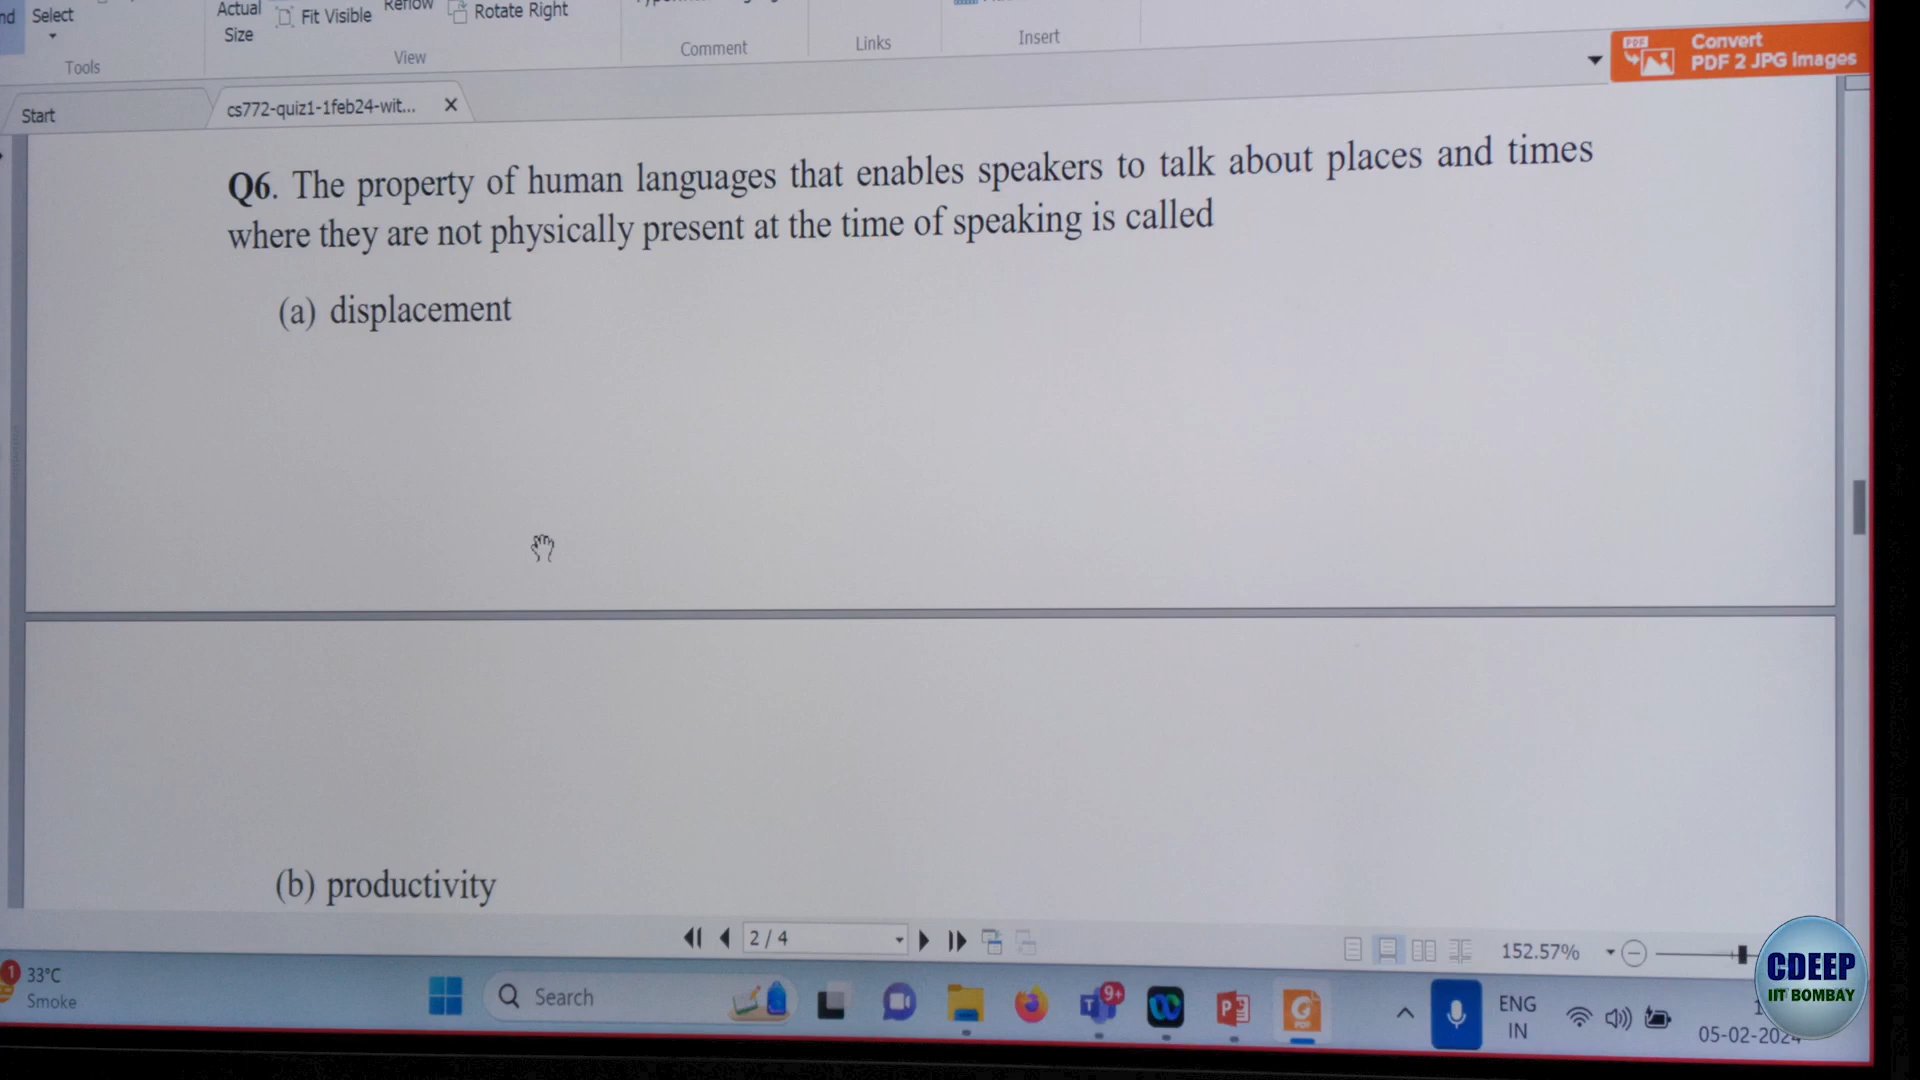 Select
Actual
Size
Fit Visible
Rotate Right
Tools
View
Comment
Links
Insert
Convert
PDF 2 JPG Images
PDF
Start
cs772-quiz1-1feb24-wit...
Q6. The property of human languages that enables speakers to talk about places and times
where they are not physically present at the time of speaking is called
(a) displacement
(b) productivity
2 / 4
152.57%
1
33°C
Smoke
Search
9+
ENG
IN
05-02-2024
CDEEP
IIT BOMBAY